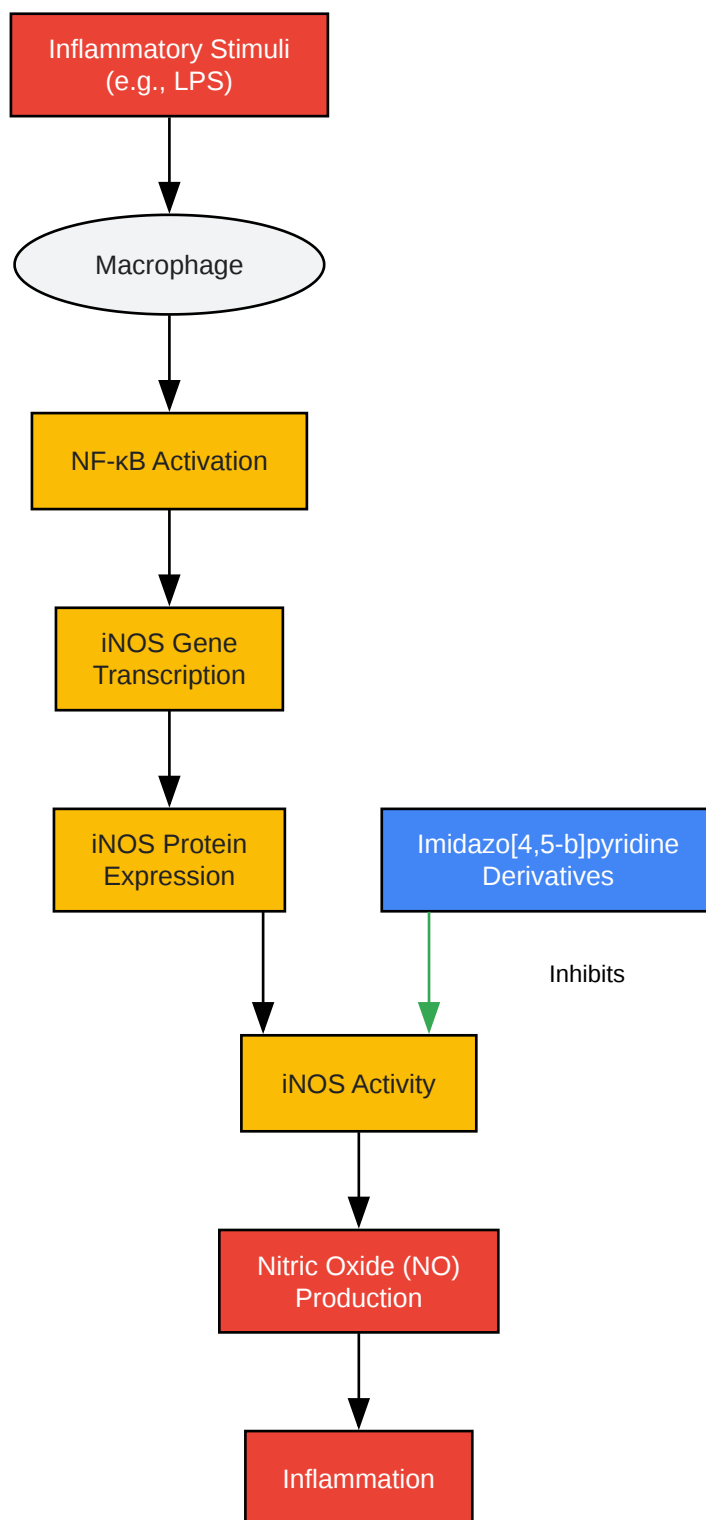 Inflammatory Stimuli
(e.g., LPS)
Macrophage
NF-κB Activation
iNOS Gene
Transcription
iNOS Protein
Expression
Imidazo[4,5-b]pyridine
Derivatives
Inhibits
iNOS Activity
Nitric Oxide (NO)
Production
Inflammation